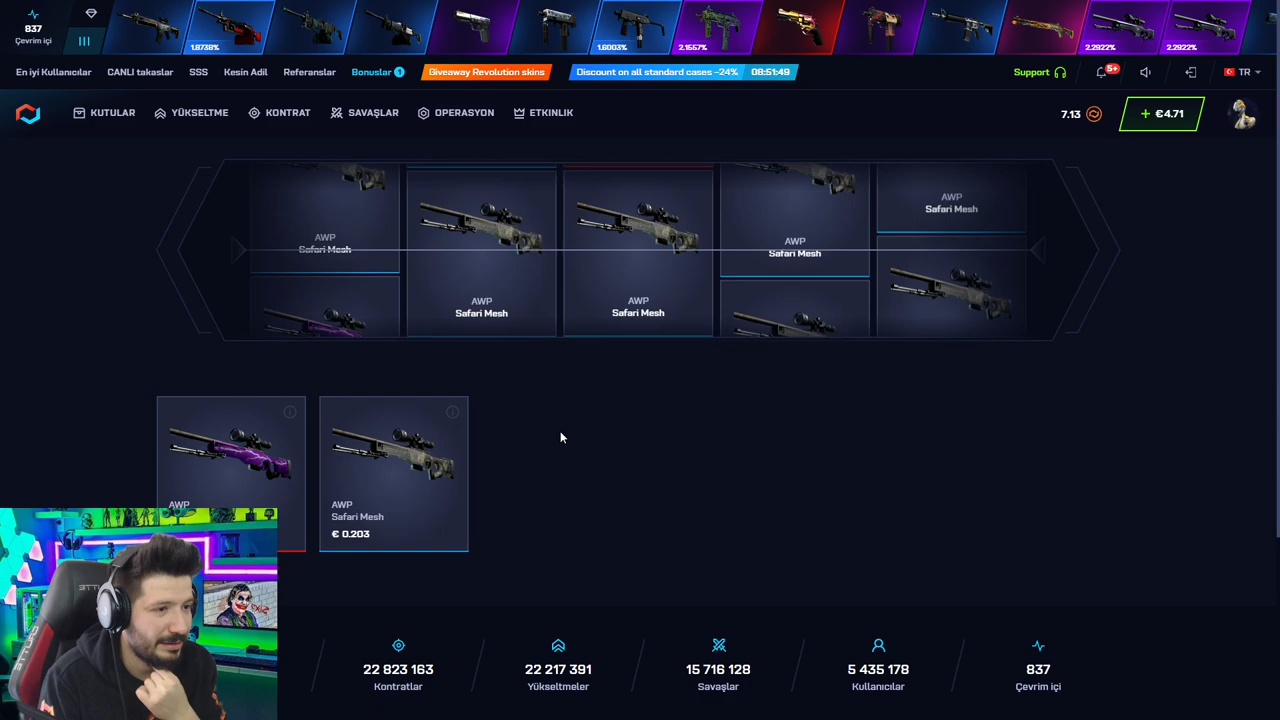 837
Çevrim içi
1.8738%
1.6003%
2.1557%
2.2922%
2.2922%
En iyi Kullanıcılar
CANLI takaslar
SSS
Kesin Adil
Referanslar
Bonuslar 1
Giveaway Revolution skins
Discount on all standard cases -24%
08:51:49
Support
5+
TR
KUTULAR
YÜKSELTME
KONTRAT
SAVAŞLAR
OPERASYON
ETKINLIK
7.13
+ €4.71
AWP
Safari Mesh
AWP
Safari Mesh
AWP
Safari Mesh
AWP
Safari Mesh
AWP
Safari Mesh
AWP
AWP
Safari Mesh
€ 0.203
22 823 163
Kontratlar
22 217 391
Yükseltmeler
15 716 128
Savaşlar
5 435 178
Kullanıcılar
837
Çevrim içi